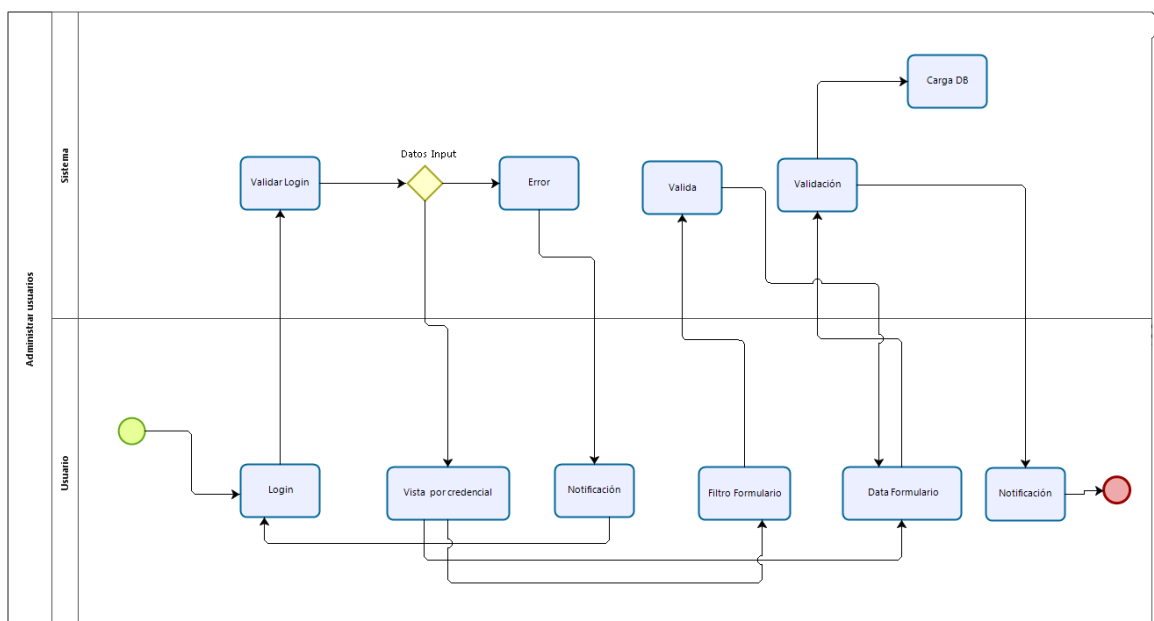 Administrar usuarios
Sistema
Carga DB
Datos Input
Validar Login
Error
Valida
Validación
Usuario
Login
Vista por credencial
Notificación
Filtro Formulario
Data Formulario
Notificación